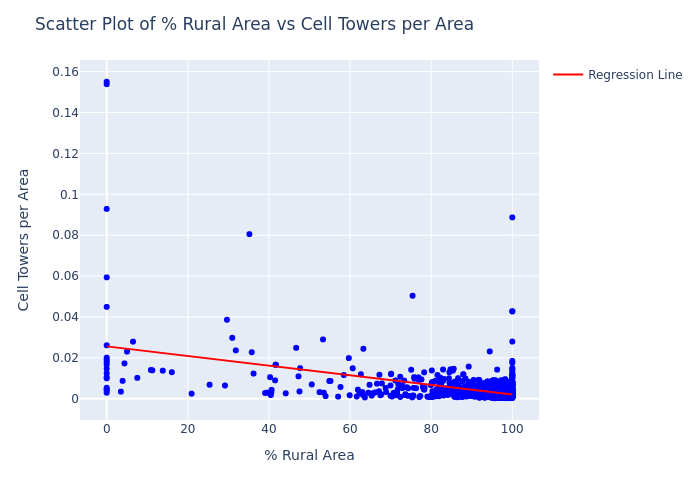 Scatter Plot of % Rural Area vs Cell Towers per Area
Regression Line
Cell Towers per Area
0.16
0.14
0.12
0.1
0.08
0.06
0.04
0.02
0
0 20 40 60 80 100
% Rural Area